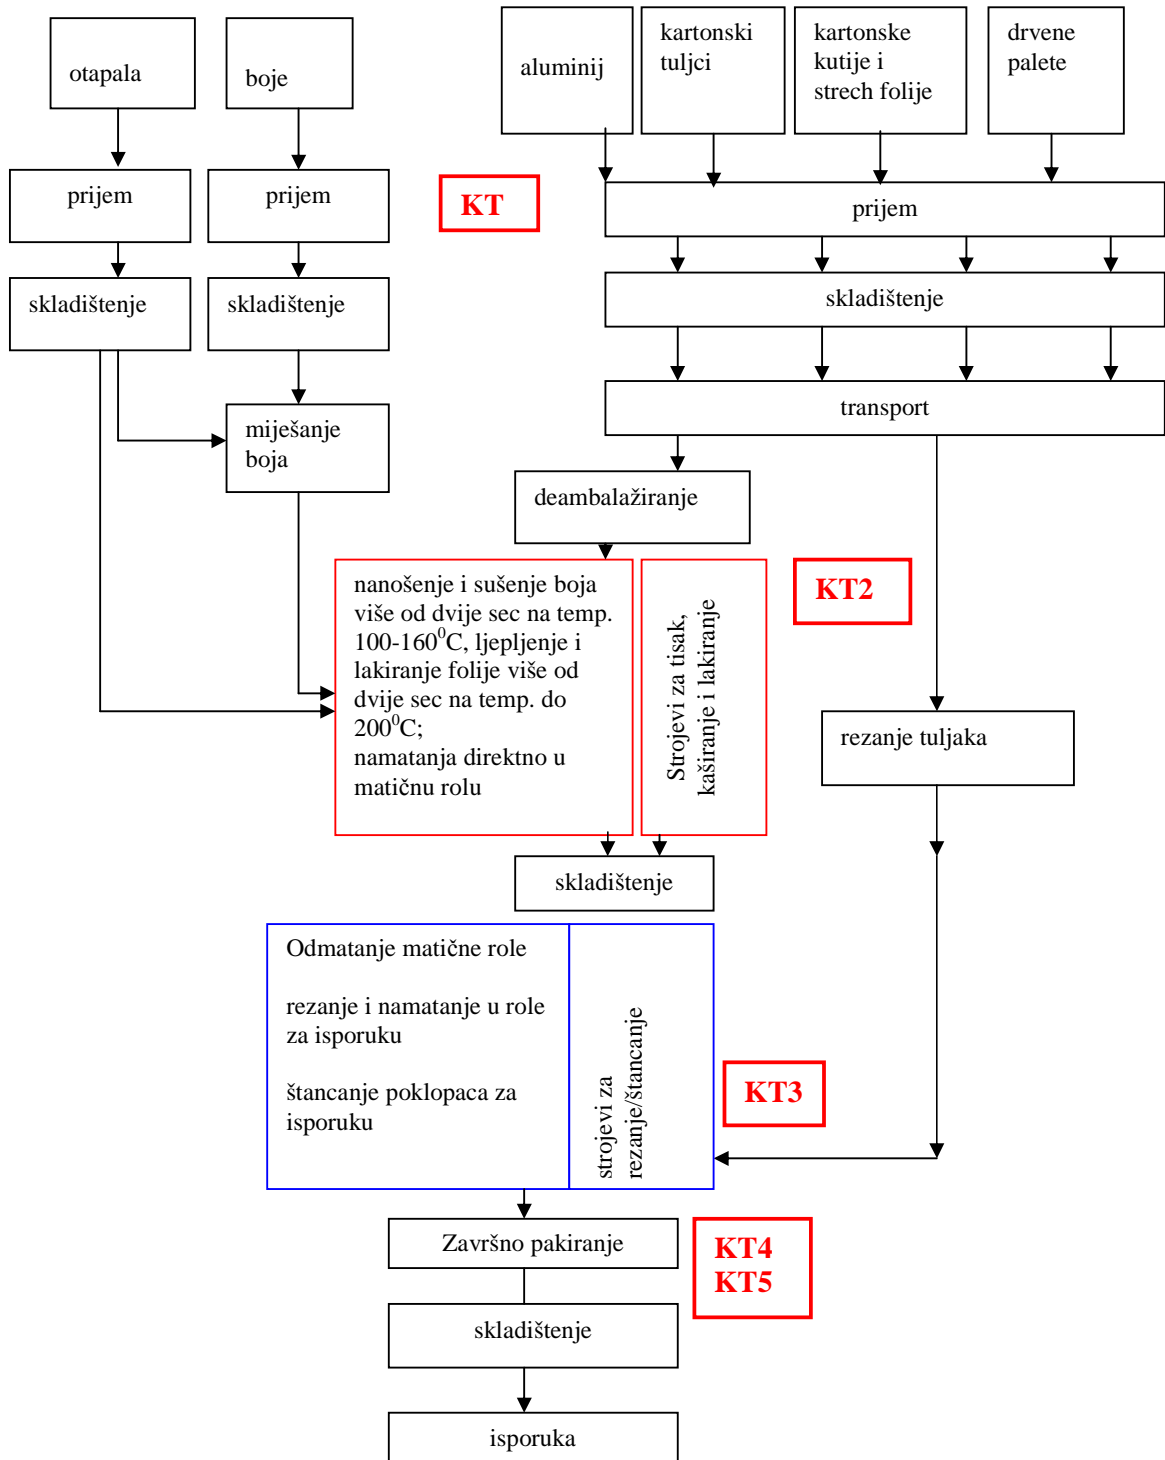 otapala
boje
aluminij
kartonski
tuljci
kartonske
kutije i
strech folije
drvene
palete
prijem
prijem
KT
prijem
skladištenje
skladištenje
skladištenje
transport
miješanje
boja
deambalažiranje
nanošenje i sušenje boja
više od dvije sec na temp.
100-160⁰C, ljepljenje i
lakiranje folije više od
dvije sec na temp. do
200⁰C;
namatanja direktno u
matičnu rolu
Strojevi za tisak,
kaširanje i lakiranje
KT2
rezanje tuljaka
skladištenje
Odmatanje matične role
rezanje i namatanje u role
za isporuku
štancanje poklopaca za
isporuku
strojevi za
rezanje/štancanje
KT3
Završno pakiranje
KT4
KT5
skladištenje
isporuka